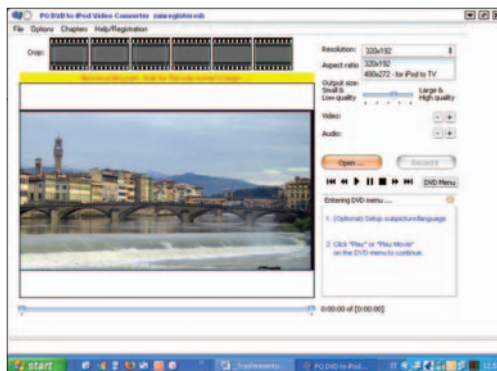 PQ DVD to iPod Video Converter (unregistered)
File Options Chapters Help/Registration
Crop:
Resolution: 320x192
320x192
480x272 - for iPod to TV
Aspect ratio
Output size:
Small & Low quality
Large & High quality
Video: - +
Audio: - +
Open ... Record it
DVD Menu
Entering DVD menu ...
1. (Optional) Setup subpicture/language
2. Click "Play" or "Play Movie"
on the DVD menu to continue.
0:00:00 of [0:00:00]
start
_Trasferimento...
PQ DVD to iPod...
IT